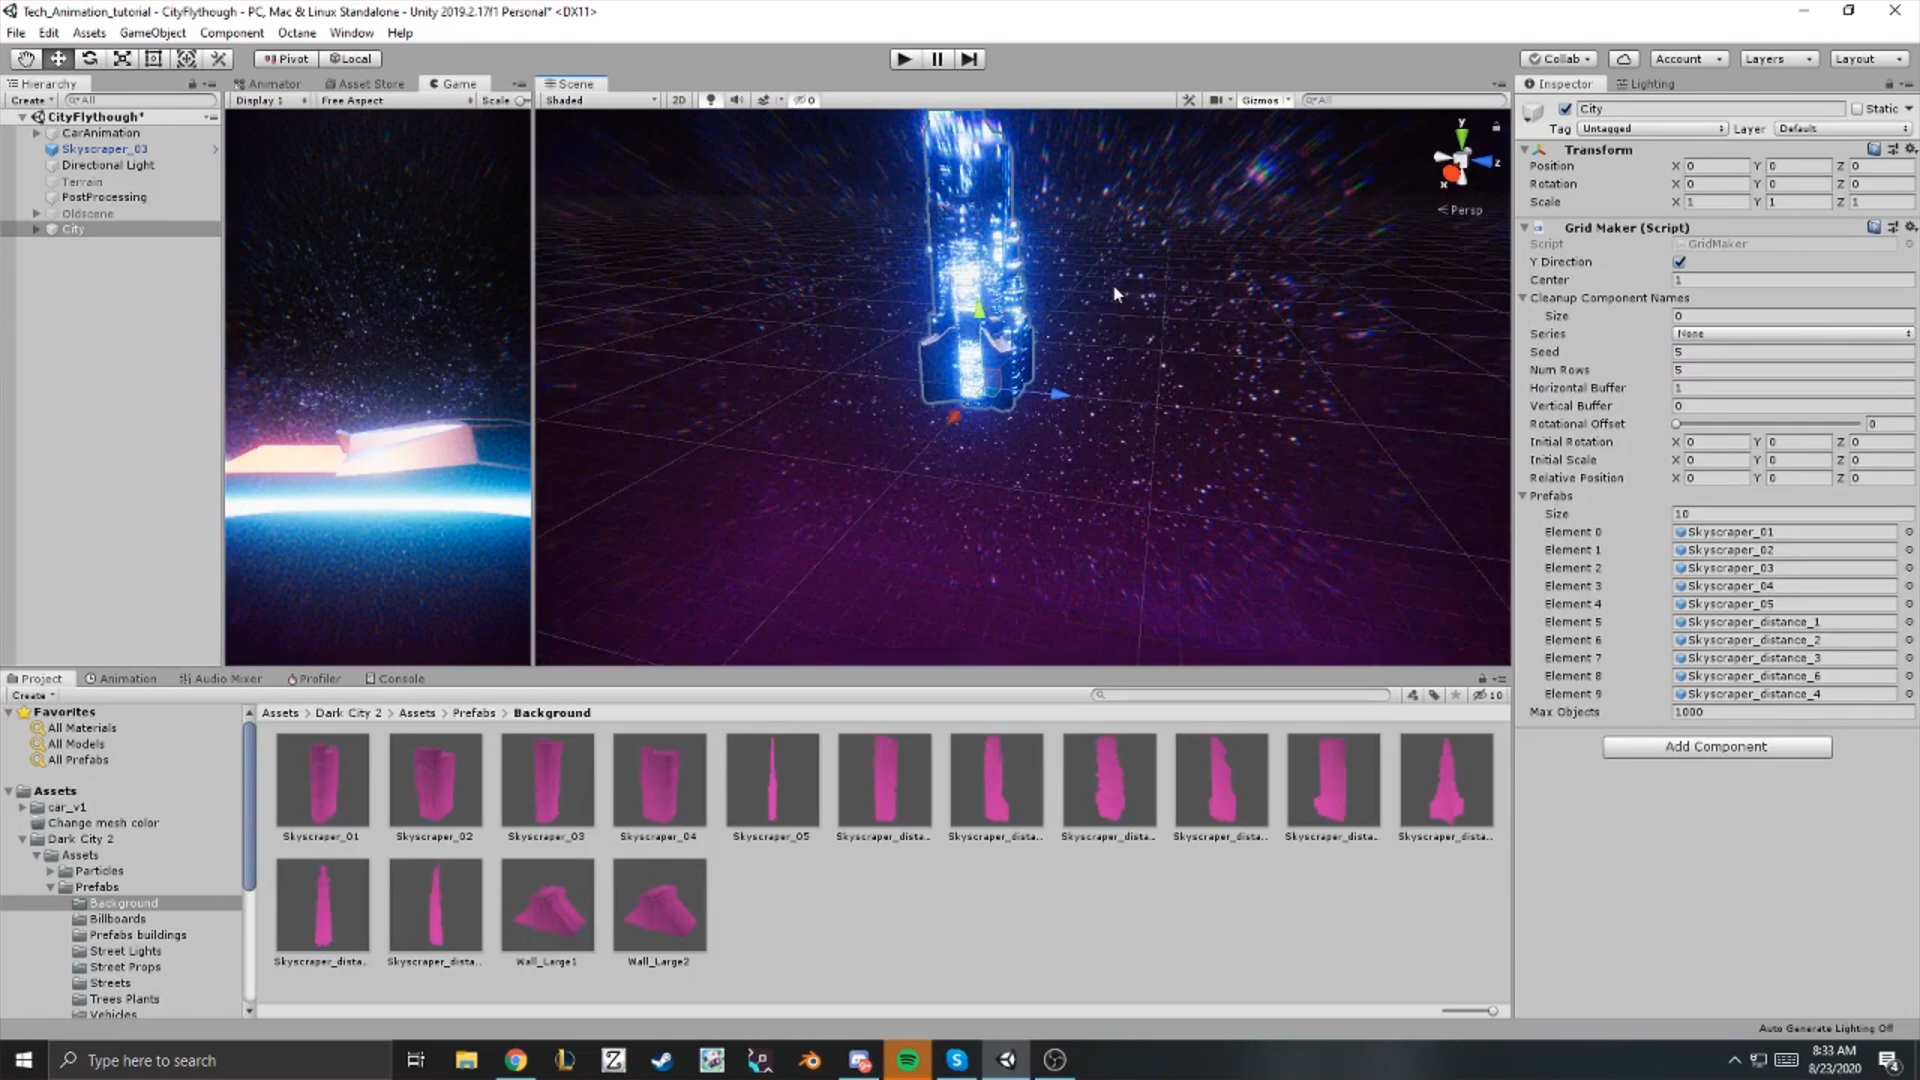 Tech_Animation_tutorial - CityFlythough - PC, Mac & Linux Standalone - Unity 2019.2.17f1 Personal* <DX11>
File Edit Assets GameObject Component Octane Window Help
Pivot Local Collab Account Layers Layout
Hierarchy Animator Asset Store Game Scene Inspector Lighting
Create All Display 1 Free Aspect Scale Shaded 2D 0 Gizmos All
CityFlythough*
CarAnimation
Skyscraper_03
Directional Light
Terrain
PostProcessing
Oldscene
City
y
z
x
Persp
City Static
Tag Untagged Layer Default
Transform
Position X 0 Y 0 Z 0
Rotation X 0 Y 0 Z 0
Scale X 1 Y 1 Z 1
Grid Maker (Script)
Script GridMaker
Y Direction
Center 1
Cleanup Component Names
Size 0
Series None
Seed 5
Num Rows 5
Horizontal Buffer 1
Vertical Buffer 0
Rotational Offset 0
Initial Rotation X 0 Y 0 Z 0
Initial Scale X 0 Y 0 Z 0
Relative Position X 0 Y 0 Z 0
Prefabs
Size 10
Element 0 Skyscraper_01
Element 1 Skyscraper_02
Element 2 Skyscraper_03
Element 3 Skyscraper_04
Element 4 Skyscraper_05
Element 5 Skyscraper_distance_1
Element 6 Skyscraper_distance_2
Element 7 Skyscraper_distance_3
Element 8 Skyscraper_distance_6
Element 9 Skyscraper_distance_4
Max Objects 1000
Add Component
Project Animation Audio Mixer Profiler Console
Create 10
Favorites
All Materials
All Models
All Prefabs
Assets
car_v1
Change mesh color
Dark City 2
Assets
Particles
Prefabs
Background
Billboards
Prefabs buildings
Street Lights
Street Props
Streets
Trees Plants
Vehicles
Assets > Dark City 2 > Assets > Prefabs > Background
Skyscraper_01 Skyscraper_02 Skyscraper_03 Skyscraper_04 Skyscraper_05 Skyscraper_dista.. Skyscraper_dista.. Skyscraper_dista.. Skyscraper_dista.. Skyscraper_dista.. Skyscraper_dista..
Skyscraper_dista.. Skyscraper_dista.. Wall_Large1 Wall_Large2
Auto Generate Lighting Off
Type here to search
8:33 AM
8/23/2020
4